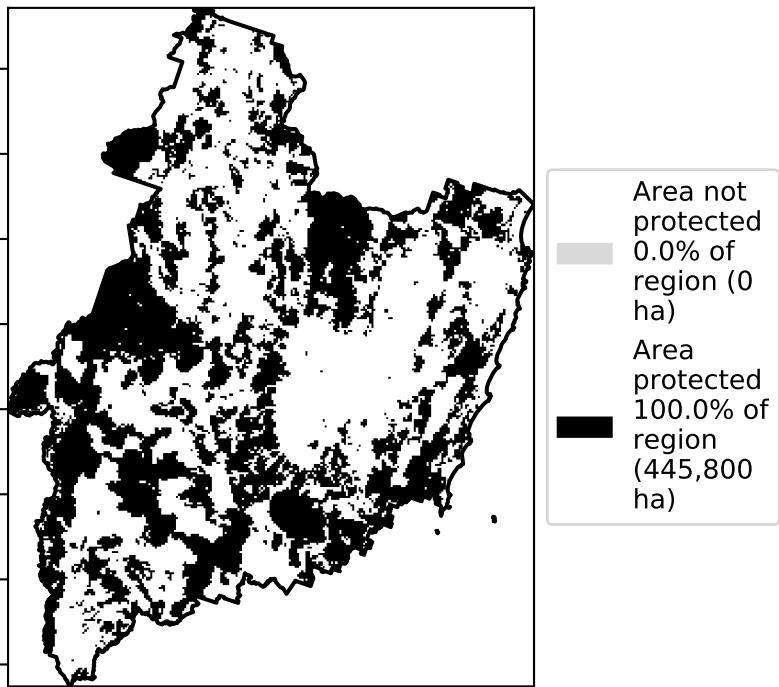 Area not
protected
0.0% of
region (0
ha)
Area
protected
100.0% of
region
(445,800
ha)